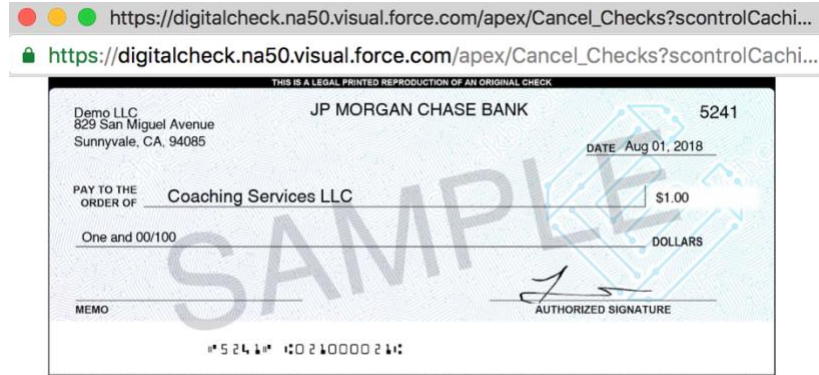 https://digitalcheck.na50.visual.force.com/apex/Cancel_Checks?scontrolCachi...
https://digitalcheck.na50.visual.force.com/apex/Cancel_Checks?scontrolCachi...
THIS IS A LEGAL PRINTED REPRODUCTION OF AN ORIGINAL CHECK
Demo LLC
829 San Miguel Avenue
Sunnyvale, CA, 94085
JP MORGAN CHASE BANK
5241
DATE Aug 01, 2018
PAY TO THE
ORDER OF Coaching Services LLC $1.00
One and 00/100 DOLLARS
SAMPLE
MEMO AUTHORIZED SIGNATURE
⑈5241⑈ ⑆021000021⑆